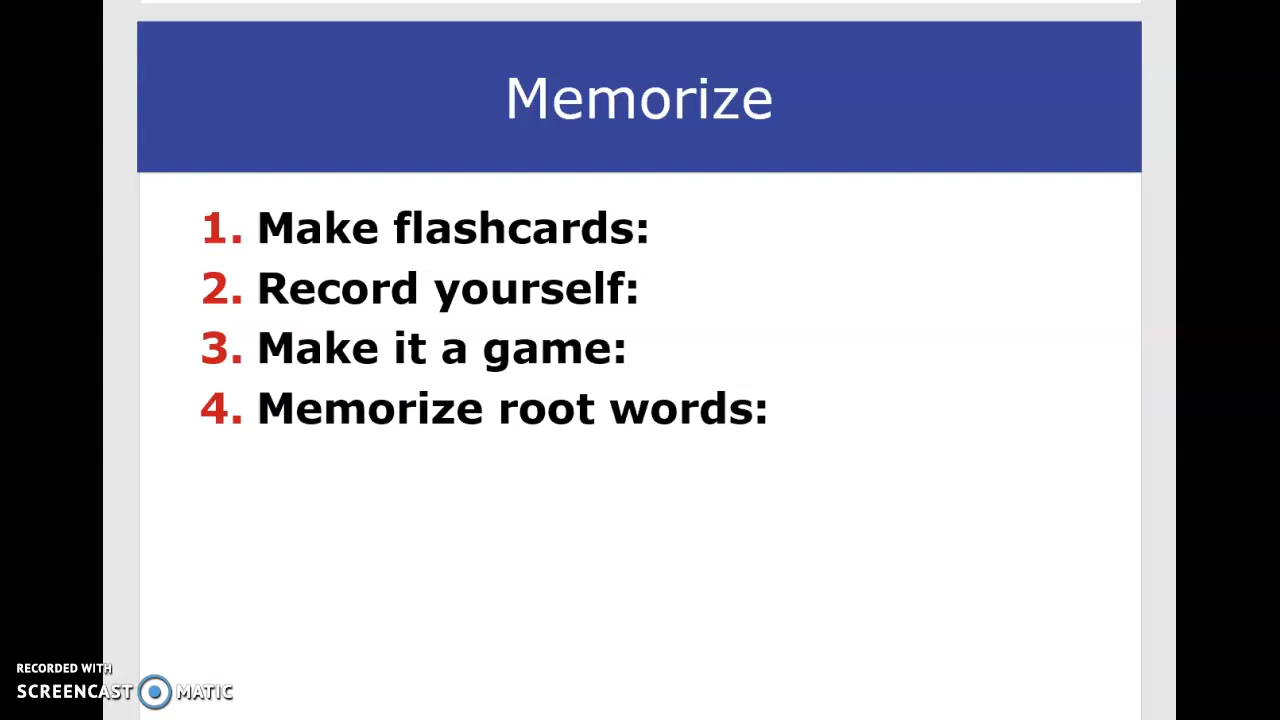 Memorize
1. Make flashcards:
2. Record yourself:
3. Make it a game:
4. Memorize root words:
RECORDED WITH
SCREENCAST MATIC